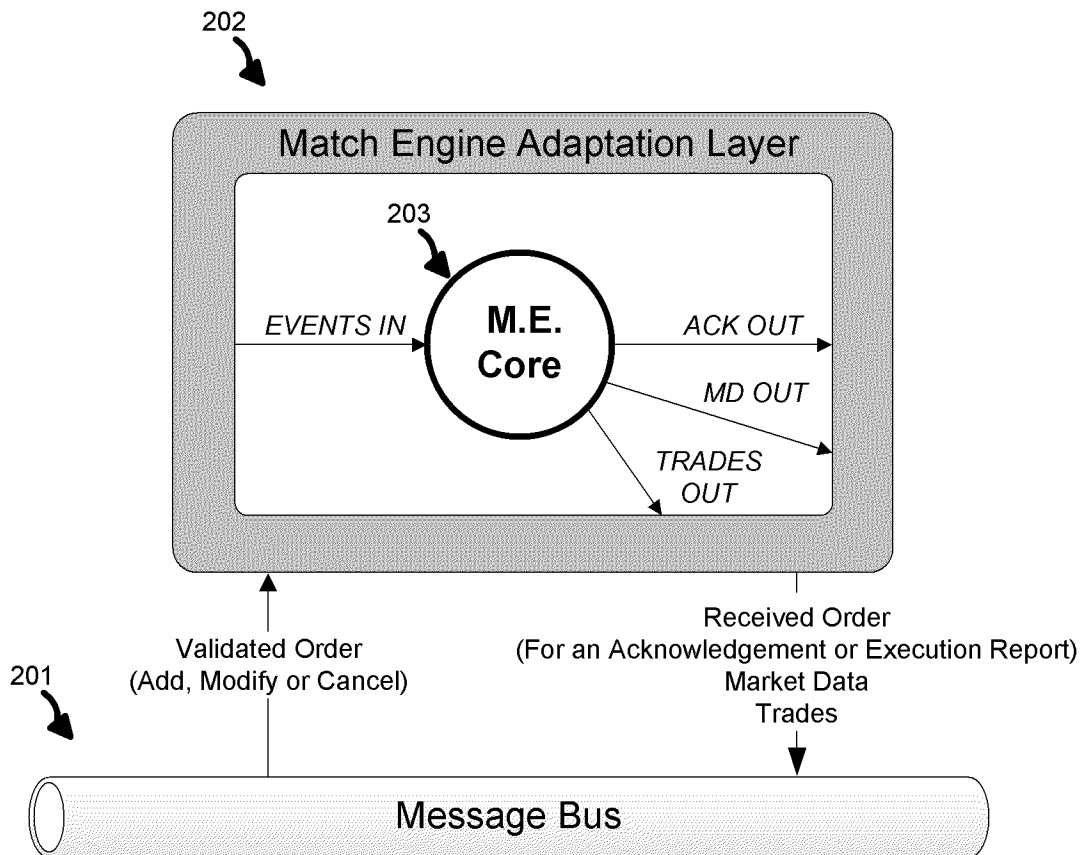 202
Match Engine Adaptation Layer
203
M.E.
Core
EVENTS IN
ACK OUT
MD OUT
TRADES
OUT
Validated Order
(Add, Modify or Cancel)
Received Order
(For an Acknowledgement or Execution Report)
Market Data
Trades
201
Message Bus